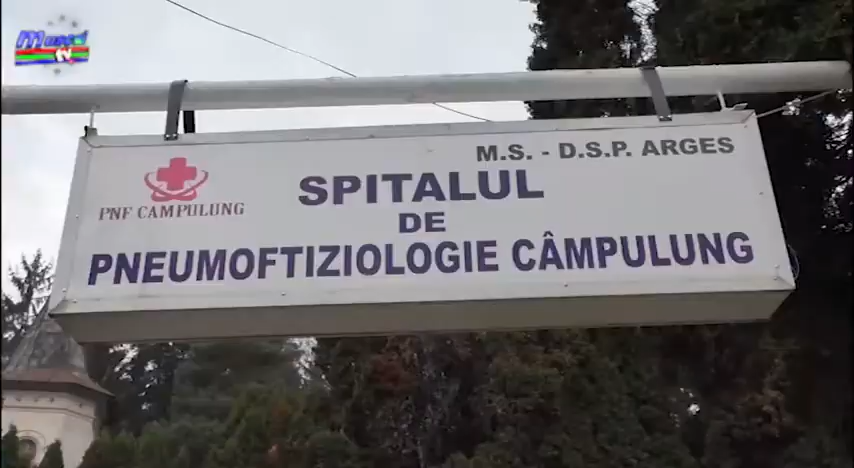 Muscel
TV
M.S. - D.S.P. ARGES
SPITALUL
DE
PNEUMOFTIZIOLOGIE CÂMPULUNG
PNF CAMPULUNG